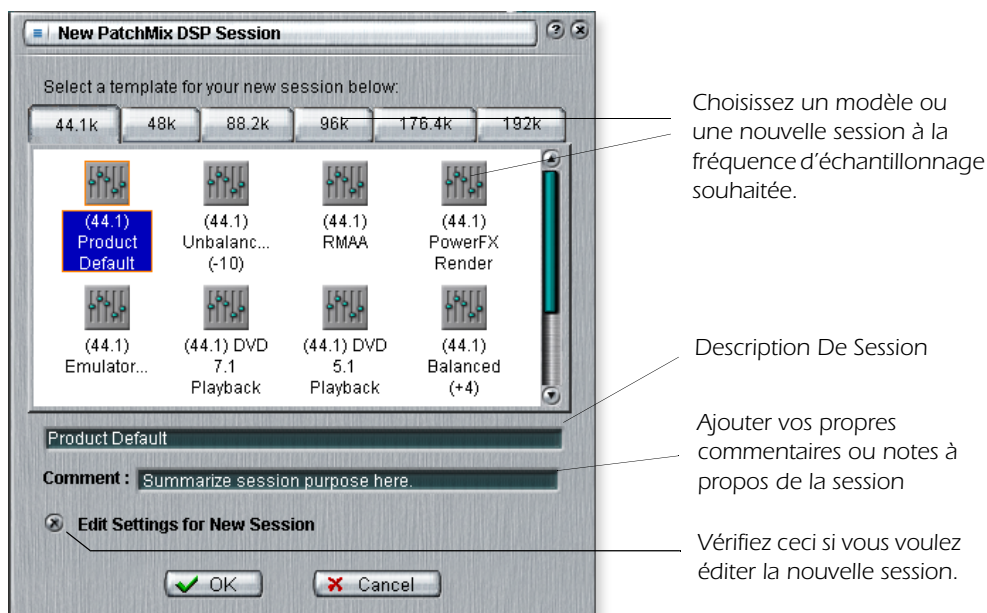 New PatchMix DSP Session
Select a template for your new session below:
44.1k 48k 88.2k 96k 176.4k 192k
(44.1) Product Default
(44.1) Unbalanc... (-10)
(44.1) RMAA
(44.1) PowerFX Render
(44.1) Emulator...
(44.1) DVD 7.1 Playback
(44.1) DVD 5.1 Playback
(44.1) Balanced (+4)
Product Default
Comment : Summarize session purpose here.
Edit Settings for New Session
OK Cancel
Choisissez un modèle ou
une nouvelle session à la
fréquence d'échantillonnage
souhaitée.
Description De Session
Ajouter vos propres
commentaires ou notes à
propos de la session
Vérifiez ceci si vous voulez
éditer la nouvelle session.